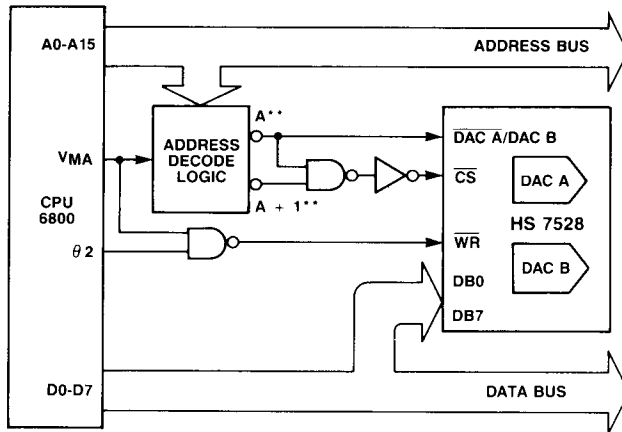 A0-A15
ADDRESS BUS
A**
VMA
ADDRESS
DECODE
LOGIC
DAC A/DAC B
CS
DAC A
CPU
6800
A + 1**
HS 7528
θ2
WR
DAC B
DB0
DB7
D0-D7
DATA BUS